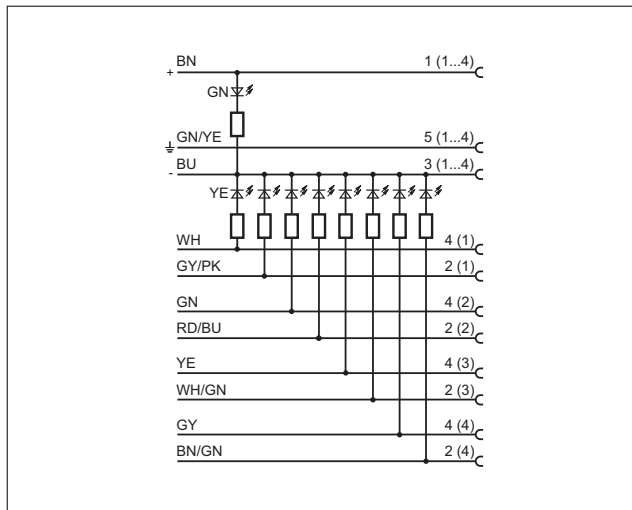 BN 1 (1...4)
+
GN
GN/YE 5 (1...4)
BU 3 (1...4)
-
YE
WH 4 (1)
GY/PK 2 (1)
GN 4 (2)
RD/BU 2 (2)
YE 4 (3)
WH/GN 2 (3)
GY 4 (4)
BN/GN 2 (4)